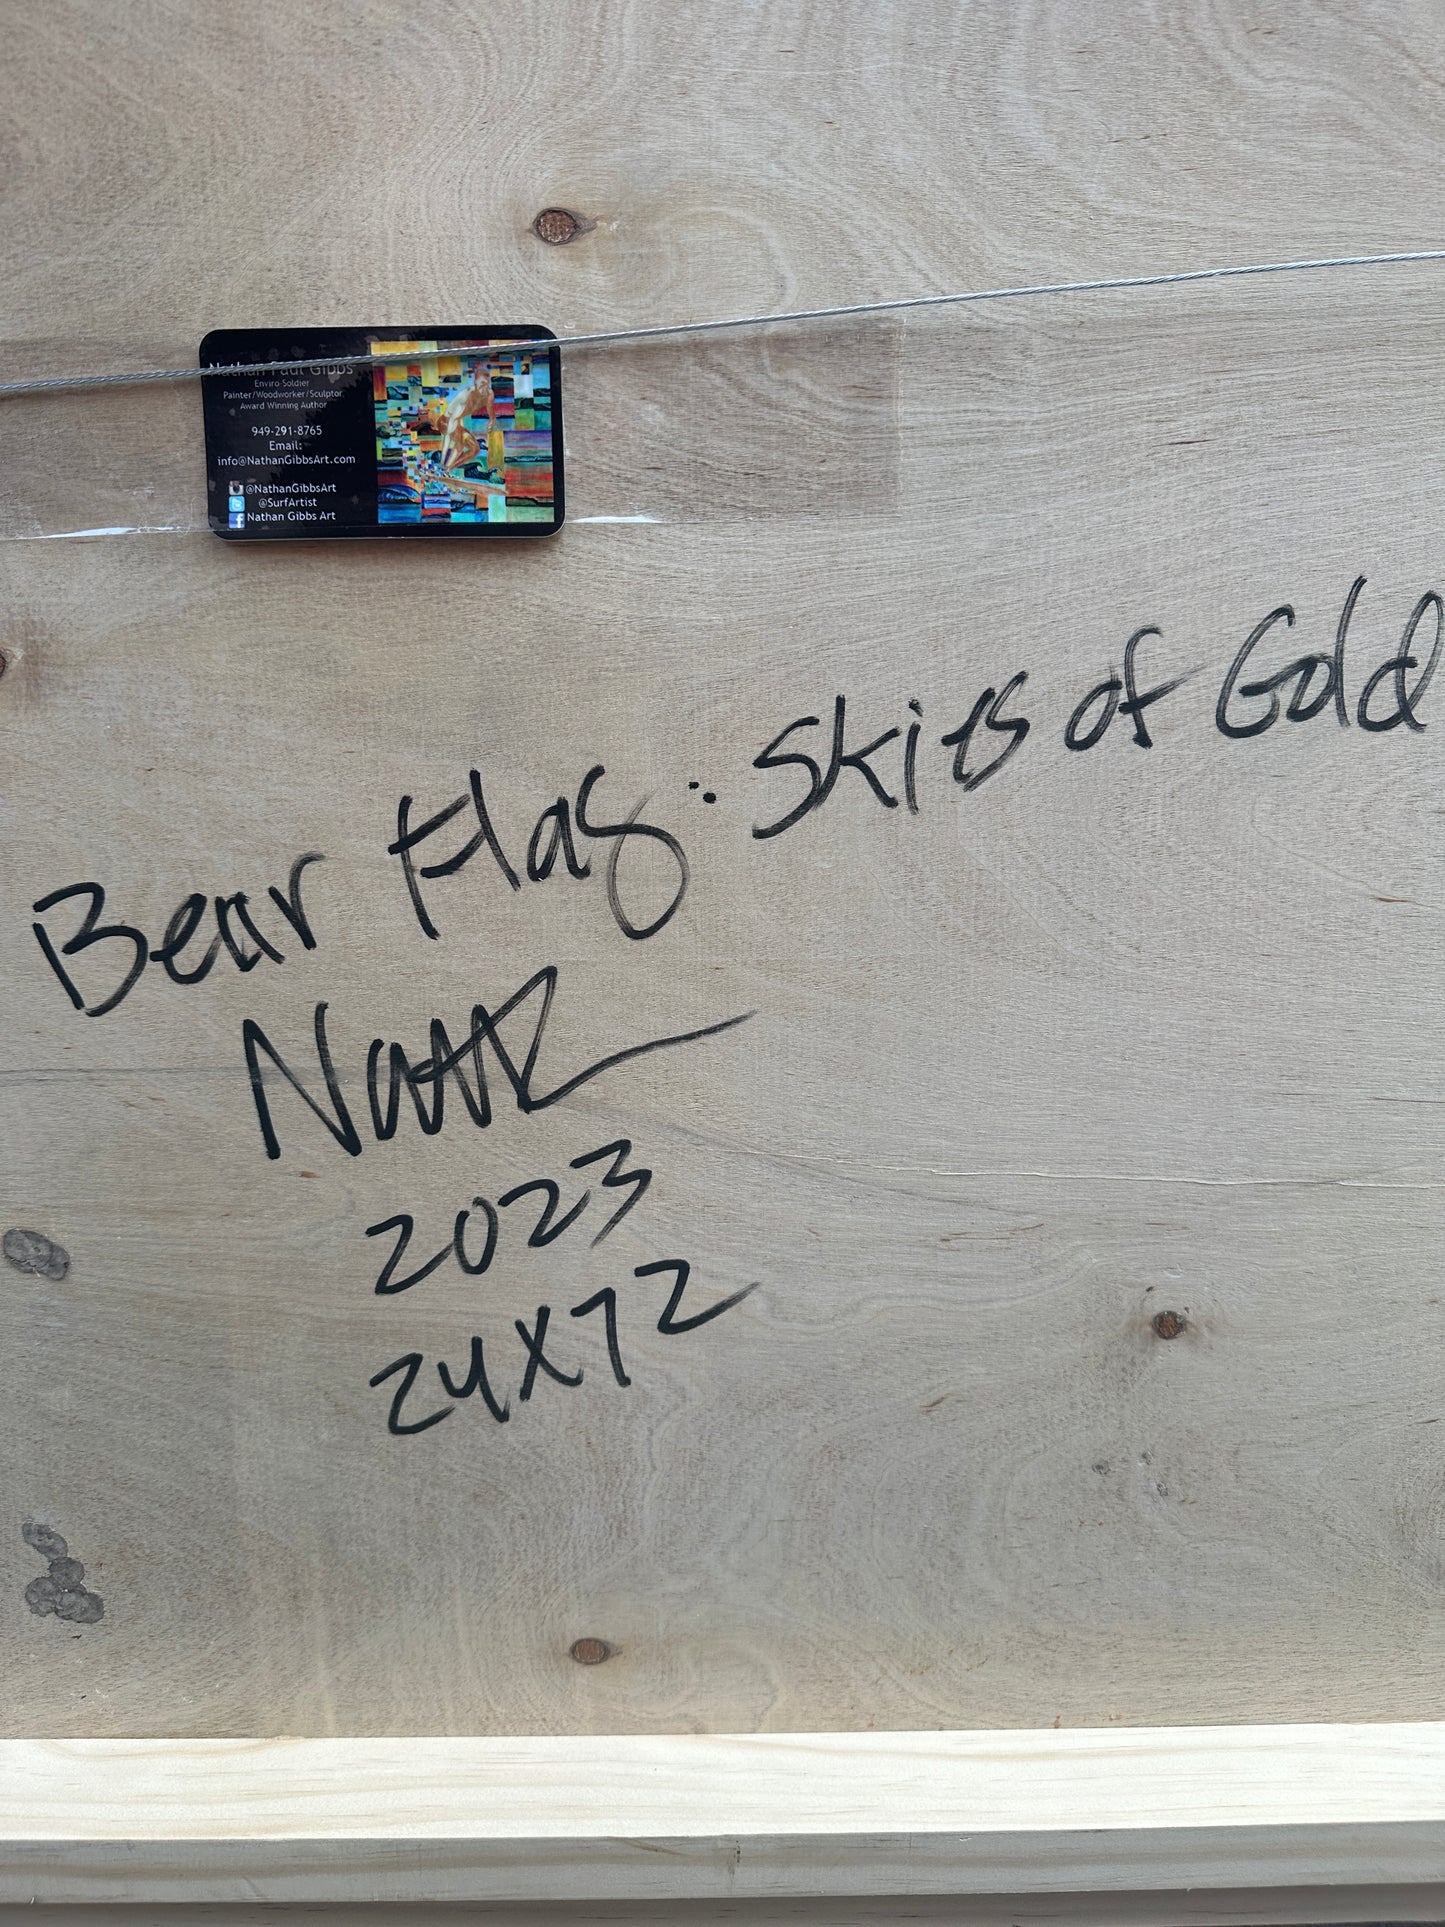 Nathan Paul Gibbs
Enviro-Soldier
Painter/Woodworker/Sculptor
Award Winning Author
949-291-8765
Email:
info@NathanGibbsArt.com
@NathanGibbsArt
@SurfArtist
Nathan Gibbs Art
Bear Flag: Skies of Gold
2023
24X72